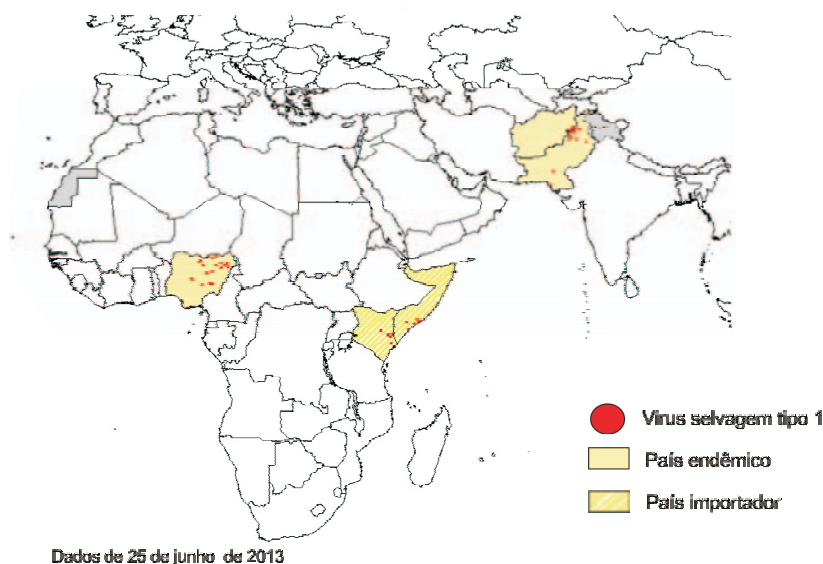 Vírus selvagem tipo 1
País endêmico
País importador
Dados de 25 de junho de 2013